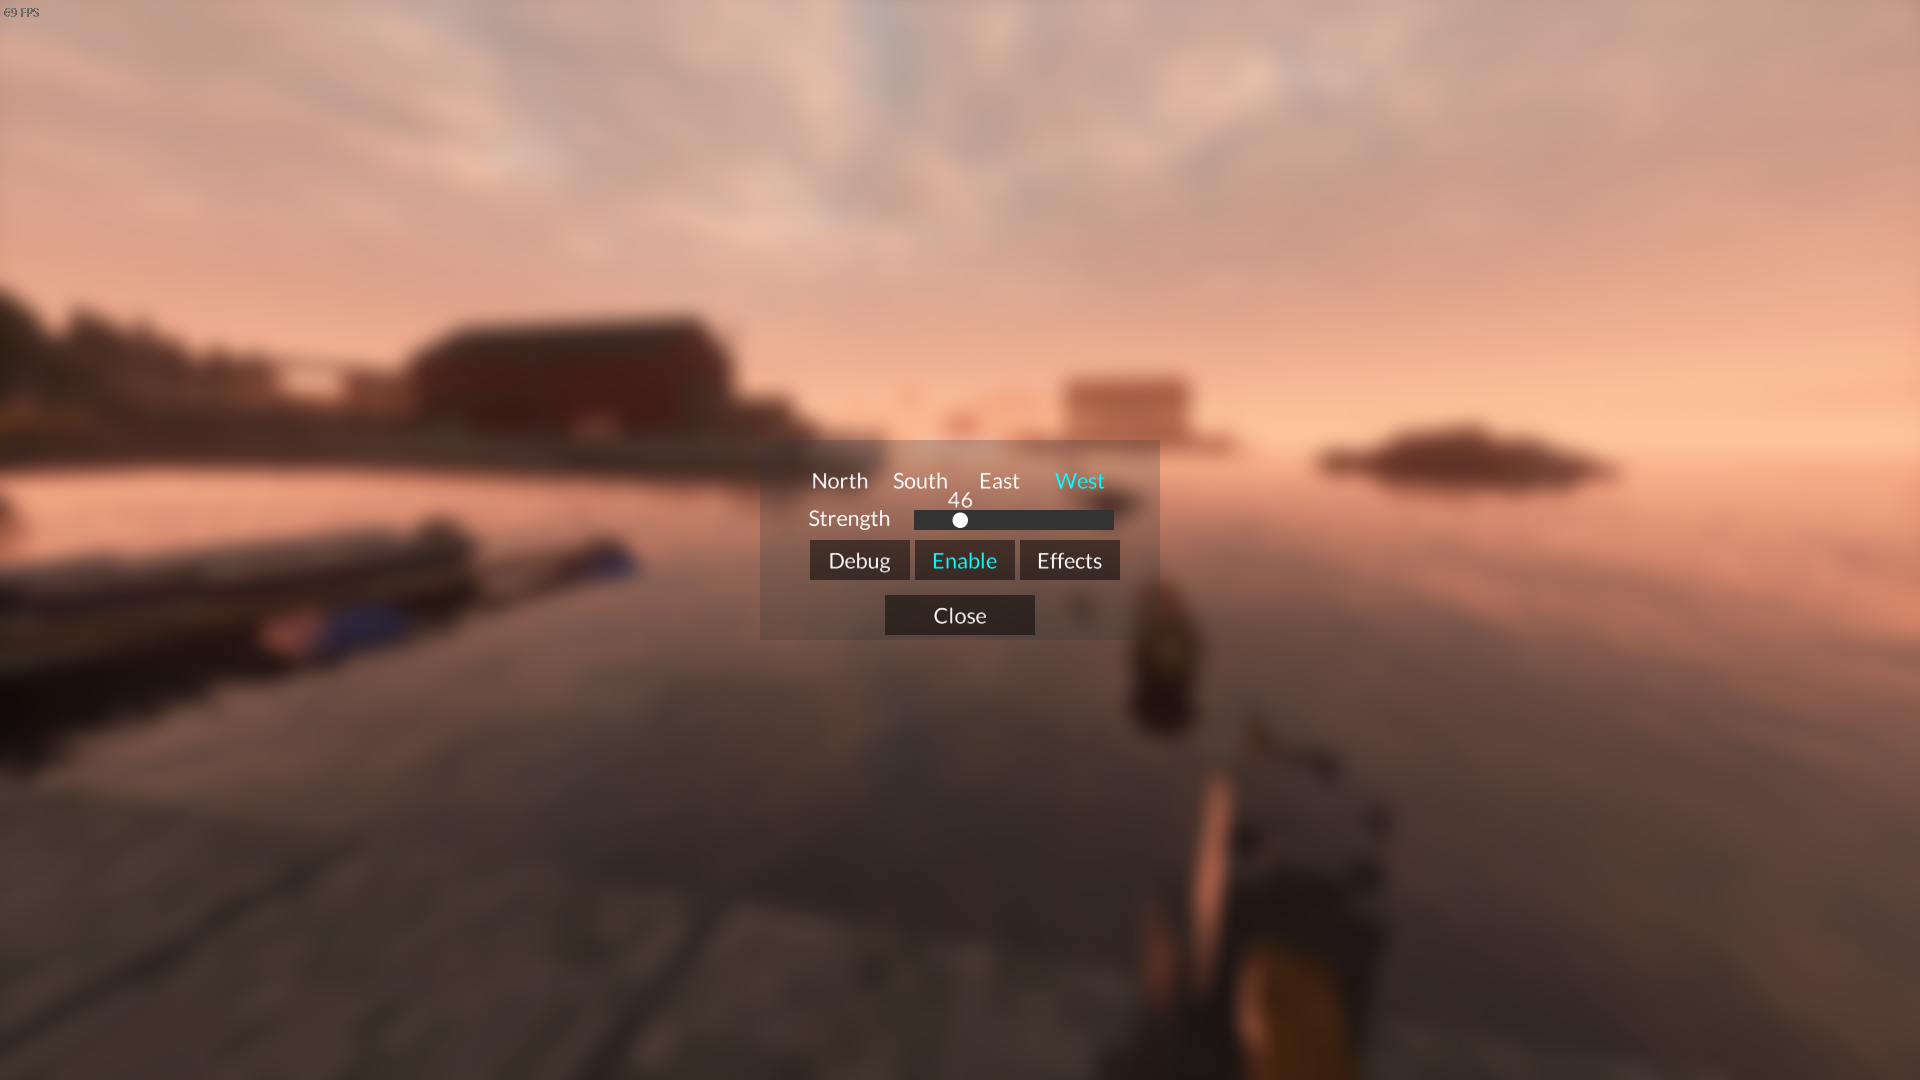 69 FPS
North South East West
46
Strength
Debug Enable Effects
Close